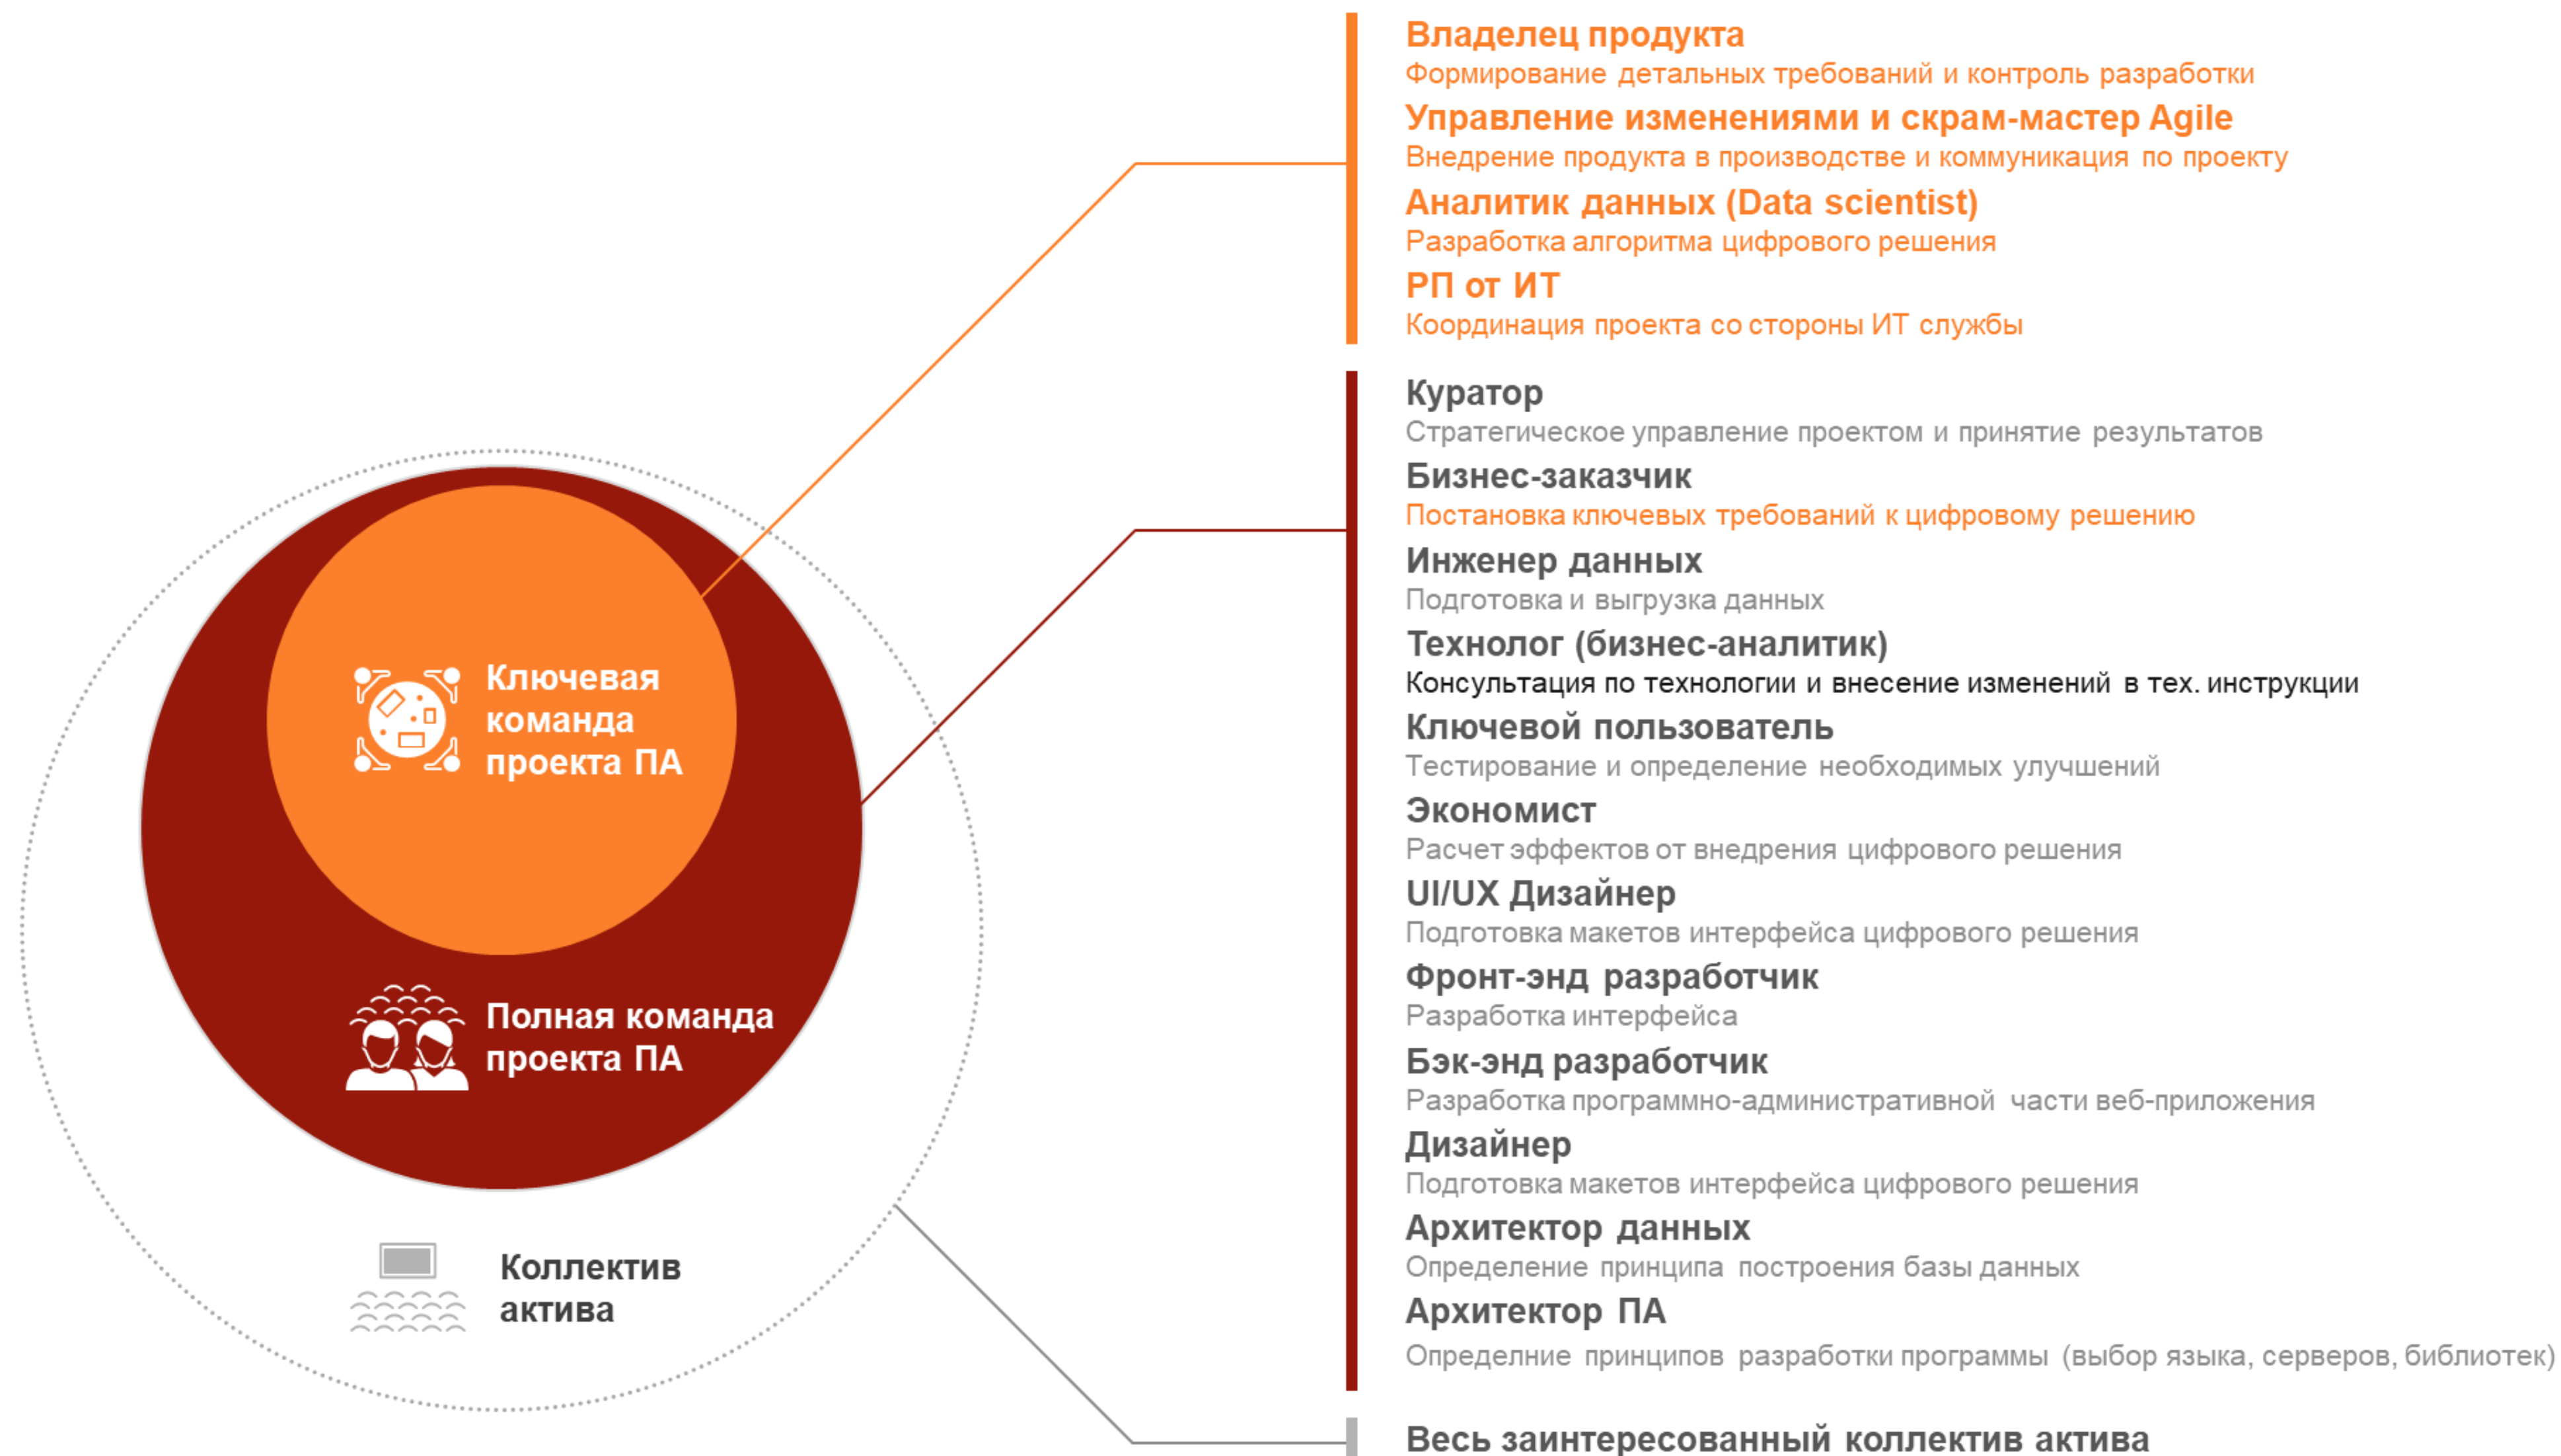 Владелец продукта
Формирование детальных требований и контроль разработки
Управление изменениями и скрам-мастер Agile
Внедрение продукта в производстве и коммуникация по проекту
Аналитик данных (Data scientist)
Разработка алгоритма цифрового решения
РП от ИТ
Координация проекта со стороны ИТ службы
Куратор
Стратегическое управление проектом и принятие результатов
Бизнес-заказчик
Постановка ключевых требований к цифровому решению
Инженер данных
Подготовка и выгрузка данных
Технолог (бизнес-аналитик)
Консультация по технологии и внесение изменений в тех. инструкции
Ключевой пользователь
Тестирование и определение необходимых улучшений
Экономист
Расчет эффектов от внедрения цифрового решения
UI/UX Дизайнер
Подготовка макетов интерфейса цифрового решения
Фронт-энд разработчик
Разработка интерфейса
Бэк-энд разработчик
Разработка программно-административной части веб-приложения
Дизайнер
Подготовка макетов интерфейса цифрового решения
Архитектор данных
Определение принципа построения базы данных
Архитектор ПА
Определние принципов разработки программы (выбор языка, серверов, библиотек)
Весь заинтересованный коллектив актива
Ключевая
команда
проекта ПА
Полная команда
проекта ПА
Коллектив
актива